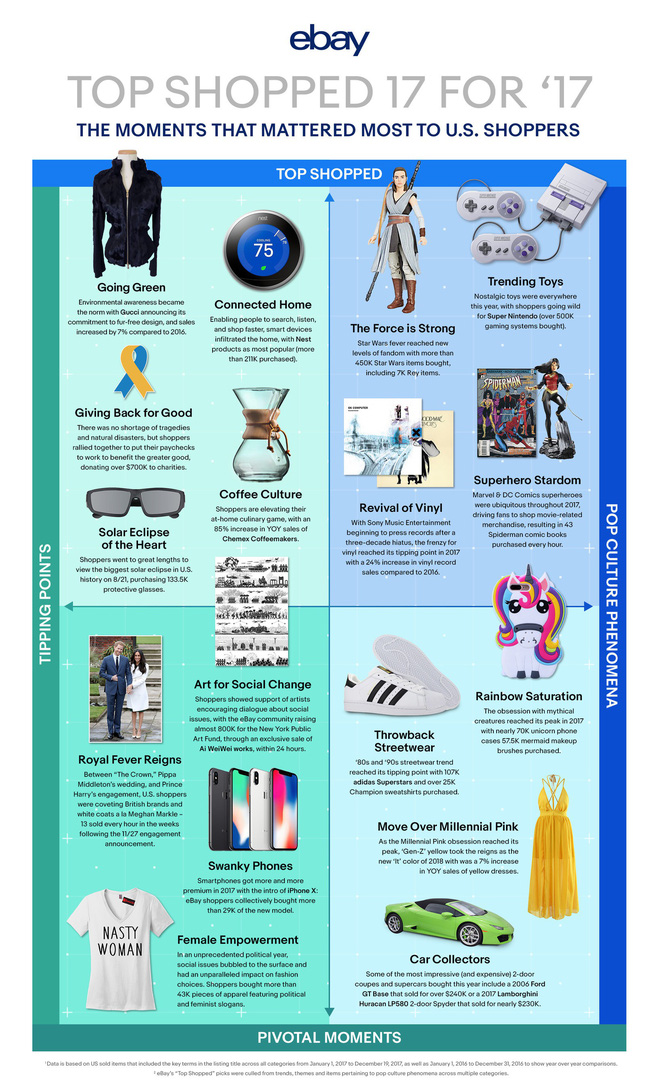 ebay
TOP SHOPPED 17 FOR ‘17
THE MOMENTS THAT MATTERED MOST TO U.S. SHOPPERS
TOP SHOPPED
TIPPING POINTS
POP CULTURE PHENOMENA
Going Green
Environmental awareness became
the norm with Gucci announcing its
commitment to fur-free design, and sales
increased by 7% compared to 2016.
nest
COOLING
75
Connected Home
Enabling people to search, listen,
and shop faster, smart devices
infiltrated the home, with Nest
products as most popular (more
than 211K purchased).
Giving Back for Good
There was no shortage of tragedies
and natural disasters, but shoppers
rallied together to put their paychecks
to work to benefit the greater good,
donating over $700K to charities.
Coffee Culture
Shoppers are elevating their
at-home culinary game, with an
85% increase in YOY sales of
Chemex Coffeemakers.
Solar Eclipse
of the Heart
Shoppers went to great lengths to
view the biggest solar eclipse in U.S.
history on 8/21, purchasing 133.5K
protective glasses.
The Force is Strong
Star Wars fever reached new
levels of fandom with more than
450K Star Wars items bought,
including 7K Rey items.
Trending Toys
Nostalgic toys were everywhere
this year, with shoppers going wild
for Super Nintendo (over 500K
gaming systems bought).
OK COMPUTER
Revival of Vinyl
With Sony Music Entertainment
beginning to press records after a
three-decade hiatus, the frenzy for
vinyl reached its tipping point in 2017
with a 24% increase in vinyl record
sales compared to 2016.
SPIDER-MAN
Superhero Stardom
Marvel & DC Comics superheroes
were ubiquitous throughout 2017,
driving fans to shop movie-related
merchandise, resulting in 43
Spiderman comic books
purchased every hour.
Royal Fever Reigns
Between “The Crown,” Pippa
Middleton’s wedding, and Prince
Harry’s engagement, U.S. shoppers
were coveting British brands and
white coats a la Meghan Markle –
13 sold every hour in the weeks
following the 11/27 engagement
announcement.
Art for Social Change
Shoppers showed support of artists
encouraging dialogue about social
issues, with the eBay community raising
almost 800K for the New York Public
Art Fund, through an exclusive sale of
Ai WeiWei works, within 24 hours.
Swanky Phones
Smartphones got more and more
premium in 2017 with the intro of iPhone X:
eBay shoppers collectively bought more
than 29K of the new model.
NASTY
WOMAN
Female Empowerment
In an unprecedented political year,
social issues bubbled to the surface and
had an unparalleled impact on fashion
choices. Shoppers bought more than
43K pieces of apparel featuring political
and feminist slogans.
Throwback
Streetwear
’80s and ’90s streetwear trend
reached its tipping point with 107K
adidas Superstars and over 25K
Champion sweatshirts purchased.
Rainbow Saturation
The obsession with mythical
creatures reached its peak in 2017
with nearly 70K unicorn phone
cases 57.5K mermaid makeup
brushes purchased.
Move Over Millennial Pink
As the Millennial Pink obsession reached its
peak, ‘Gen-Z’ yellow took the reigns as the
new ‘It’ color of 2018 with was a 7% increase
in YOY sales of yellow dresses.
Car Collectors
Some of the most impressive (and expensive) 2-door
coupes and supercars bought this year include a 2006 Ford
GT Base that sold for over $240K or a 2017 Lamborghini
Huracan LP580 2-door Spyder that sold for nearly $230K.
PIVOTAL MOMENTS
¹Data is based on US sold items that included the key terms in the listing title across all categories from January 1, 2017 to December 19, 2017, as well as January 1, 2016 to December 31, 2016 to show year over year comparisons.
² eBay’s “Top Shopped” picks were culled from trends, themes and items pertaining to pop culture phenomena across multiple categories.